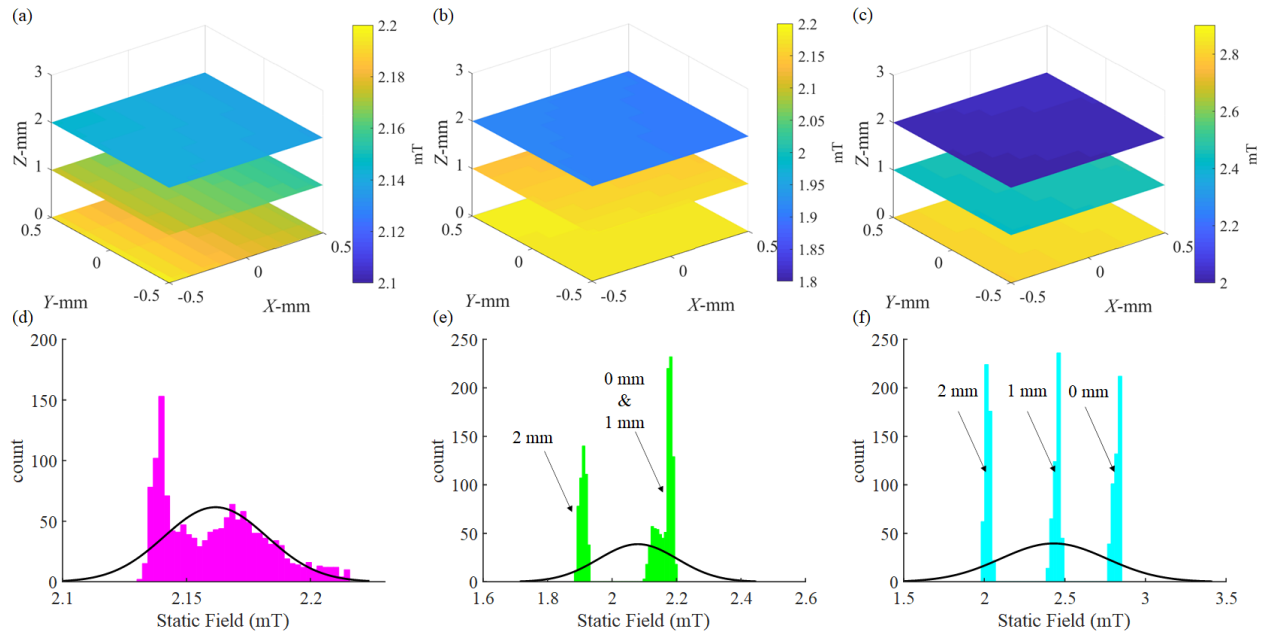 (a)
3
2
1
0
Z-mm
0.5
0
-0.5
Y-mm
-0.5
0
0.5
X-mm
2.2
2.18
2.16
2.14
2.12
2.1
mT
(b)
3
2
1
0
Z-mm
0.5
0
-0.5
Y-mm
-0.5
0
0.5
X-mm
2.2
2.15
2.1
2.05
2
1.95
1.9
1.85
1.8
mT
(c)
3
2
1
0
Z-mm
0.5
0
-0.5
Y-mm
-0.5
0
0.5
X-mm
2.8
2.6
2.4
2.2
2
mT
(d)
200
150
100
50
0
count
2.1
2.15
2.2
Static Field (mT)
(e)
250
200
150
100
50
0
count
2 mm
0 mm
&
1 mm
1.6
1.8
2
2.2
2.4
2.6
Static Field (mT)
(f)
250
200
150
100
50
0
count
2 mm
1 mm
0 mm
1.5
2
2.5
3
3.5
Static Field (mT)